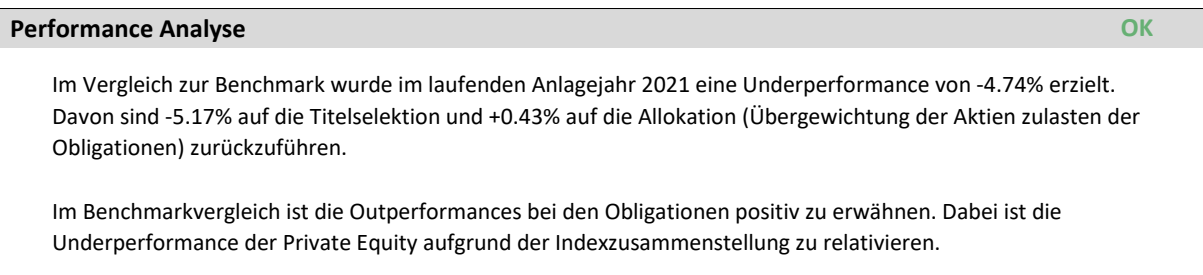 Performance Analyse OK
Im Vergleich zur Benchmark wurde im laufenden Anlagejahr 2021 eine Underperformance von -4.74% erzielt.
Davon sind -5.17% auf die Titelselektion und +0.43% auf die Allokation (Übergewichtung der Aktien zulasten der
Obligationen) zurückzuführen.
Im Benchmarkvergleich ist die Outperformances bei den Obligationen positiv zu erwähnen. Dabei ist die
Underperformance der Private Equity aufgrund der Indexzusammenstellung zu relativieren.